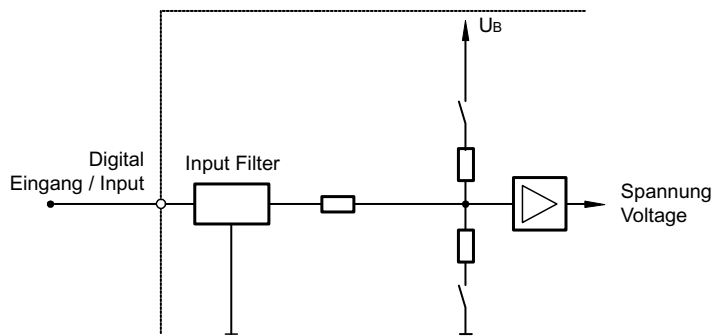 UB
Digital
Eingang / Input
Input Filter
Spannung
Voltage